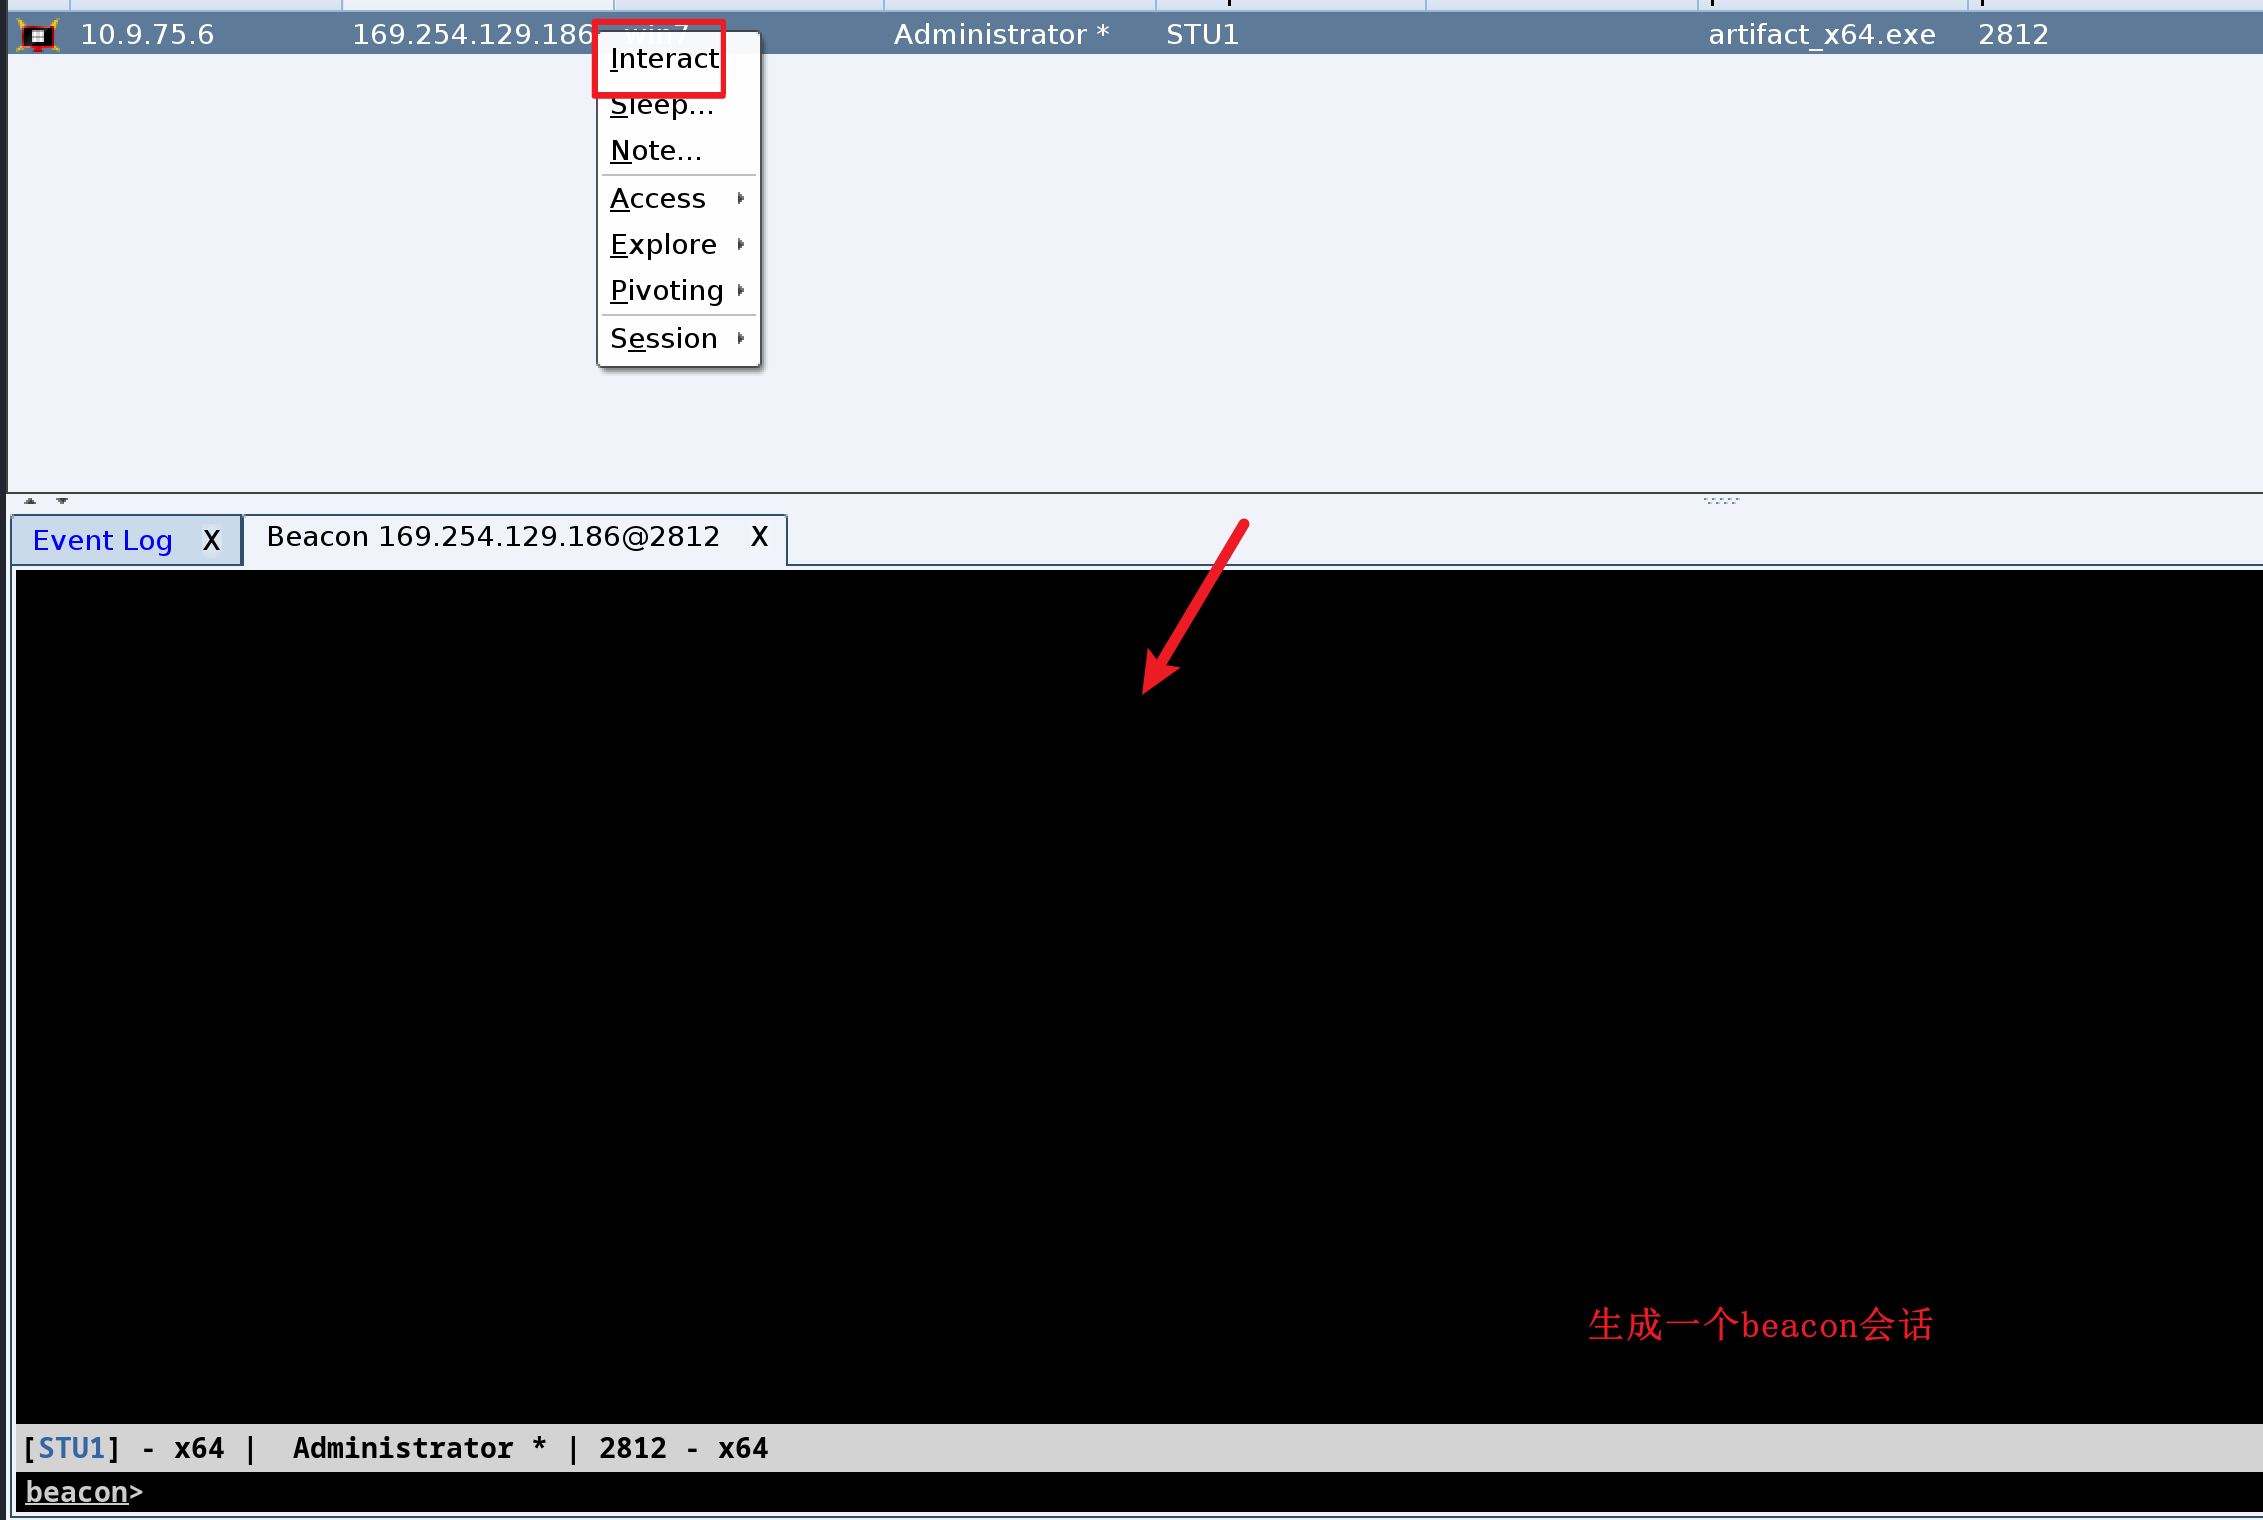 10.9.75.6 169.254.129.186 win7 Administrator * STU1 artifact_x64.exe 2812
Interact
Sleep...
Note...
Access
Explore
Pivoting
Session
Event Log X Beacon 169.254.129.186@2812 X
生成一个beacon会话
[STU1] - x64 | Administrator * | 2812 - x64
beacon>